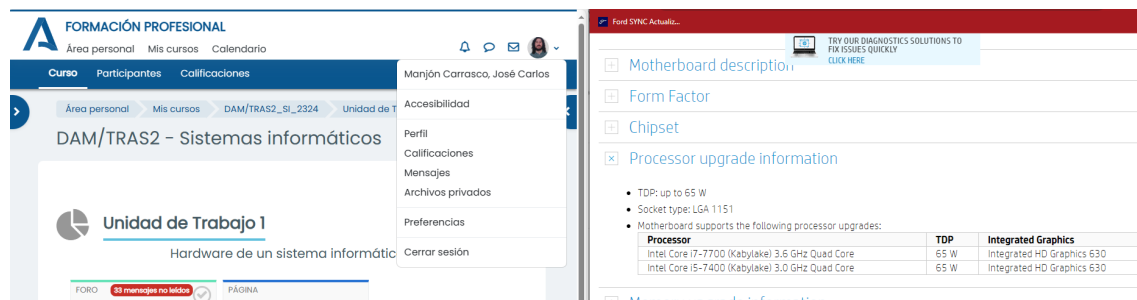 FORMACIÓN PROFESIONAL
Área personal Mis cursos Calendario
Curso Participantes Calificaciones
Área personal Mis cursos DAM/TRAS2_SI_2324 Unidad de T
DAM/TRAS2 - Sistemas informáticos
Unidad de Trabajo 1
Hardware de un sistema informátic
FORO 33 mensajes no leídos PÁGINA
Manjón Carrasco, José Carlos
Accesibilidad
Perfil
Calificaciones
Mensajes
Archivos privados
Preferencias
Cerrar sesión
Ford SYNC Actualiz...
TRY OUR DIAGNOSTICS SOLUTIONS TO
FIX ISSUES QUICKLY
CLICK HERE
Motherboard description
Form Factor
Chipset
Processor upgrade information
TDP: up to 65 W
Socket type: LGA 1151
Motherboard supports the following processor upgrades:
Processor TDP Integrated Graphics
Intel Core i7-7700 (Kabylake) 3.6 GHz Quad Core 65 W Integrated HD Graphics 630
Intel Core i5-7400 (Kabylake) 3.0 GHz Quad Core 65 W Integrated HD Graphics 630